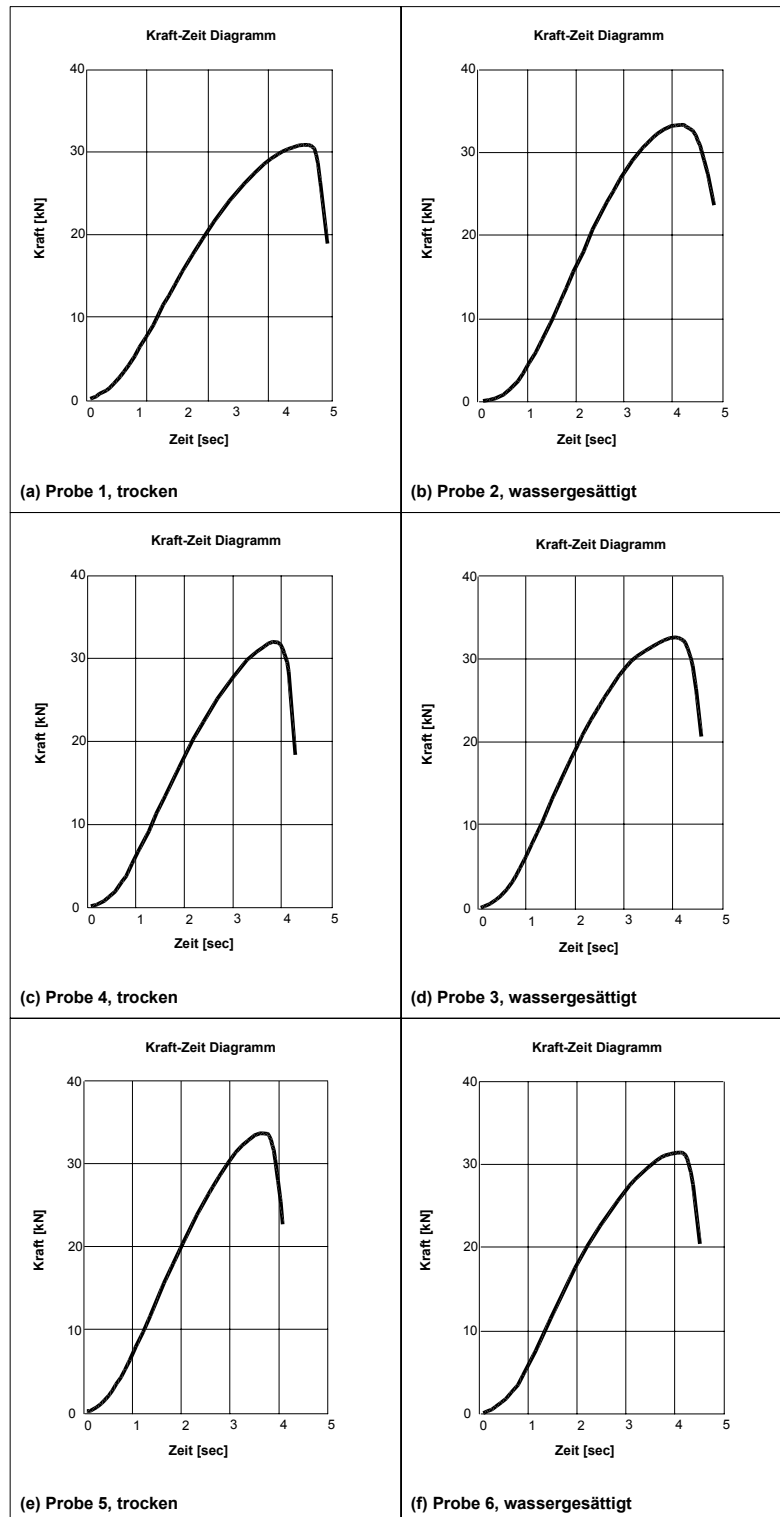 Kraft-Zeit Diagramm
40
30
20
10
0
Kraft [kN]
0 1 2 3 4 5
Zeit [sec]
(a) Probe 1, trocken
Kraft-Zeit Diagramm
40
30
20
10
0
Kraft [kN]
0 1 2 3 4 5
Zeit [sec]
(b) Probe 2, wassergesättigt
Kraft-Zeit Diagramm
40
30
20
10
0
Kraft [kN]
0 1 2 3 4 5
Zeit [sec]
(c) Probe 4, trocken
Kraft-Zeit Diagramm
40
30
20
10
0
Kraft [kN]
0 1 2 3 4 5
Zeit [sec]
(d) Probe 3, wassergesättigt
Kraft-Zeit Diagramm
40
30
20
10
0
Kraft [kN]
0 1 2 3 4 5
Zeit [sec]
(e) Probe 5, trocken
Kraft-Zeit Diagramm
40
30
20
10
0
Kraft [kN]
0 1 2 3 4 5
Zeit [sec]
(f) Probe 6, wassergesättigt